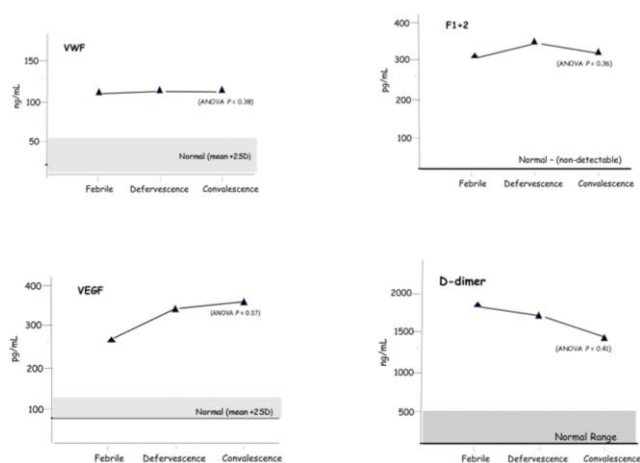 VWF
150
100
50
ng/mL
(ANOVA P = 0.38)
Normal (mean +2SD)
Febrile Defervescence Convalescence
F1+2
400
300
200
100
pg/mL
(ANOVA P = 0.36)
Normal - (non-detectable)
Febrile Defervescence Convalescence
VEGF
400
300
200
100
pg/mL
(ANOVA P = 0.37)
Normal (mean +2SD)
Febrile Defervescence Convalescence
D-dimer
2000
1500
1000
500
ng/mL
(ANOVA P = 0.41)
Normal Range
Febrile Defervescence Convalescence